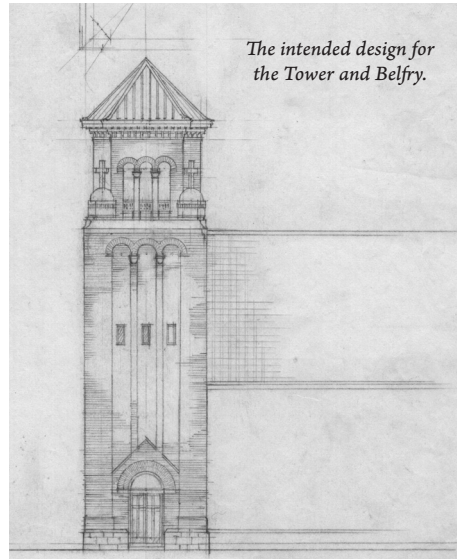 The intended design for
the Tower and Belfry.